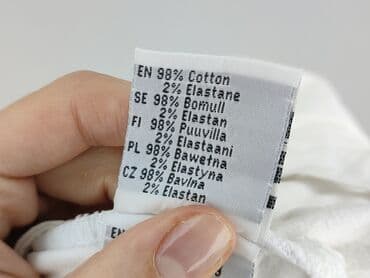 EN 98% Cotton
2% Elastane
SE 98% Bomull
2% Elastan
FI 98% Puuvilla
2% Elastaani
PL 98% Bawełna
2% Elastyna
CZ 98% Bavlna
2% Elastan
EN